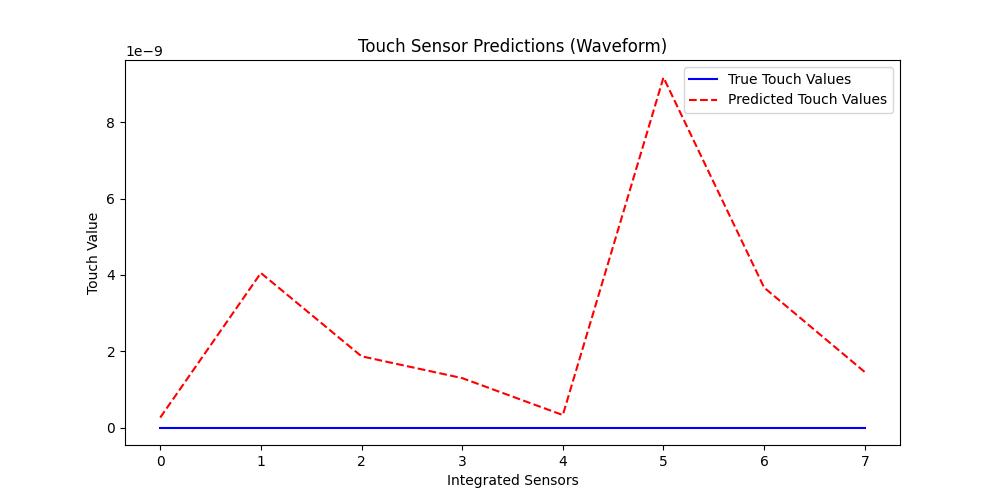 Touch Sensor Predictions (Waveform)
1e−9
True Touch Values
Predicted Touch Values
8
6
4
2
0
Touch Value
0 1 2 3 4 5 6 7
Integrated Sensors